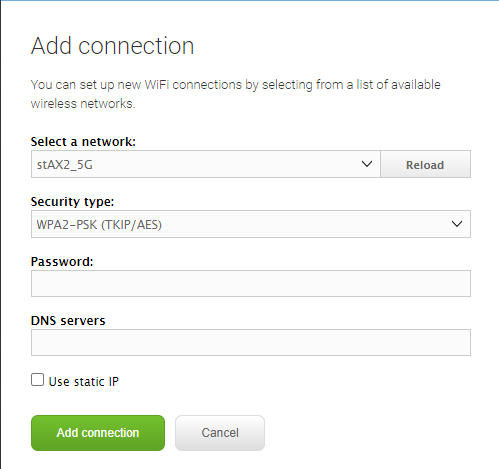 Add connection
You can set up new WiFi connections by selecting from a list of available
wireless networks.
Select a network:
stAX2_5G
Reload
Security type:
WPA2-PSK (TKIP/AES)
Password:
DNS servers
Use static IP
Add connection
Cancel